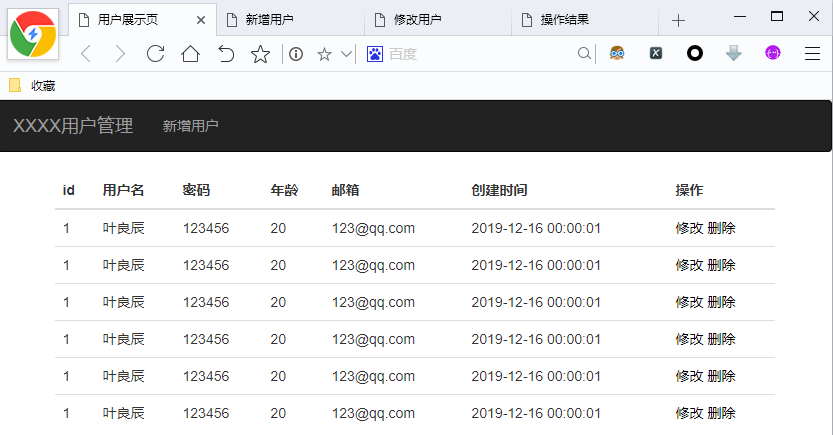 用户展示页 新增用户 修改用户 操作结果
百度
收藏
XXXX用户管理 新增用户
id 用户名 密码 年龄 邮箱 创建时间 操作
1 叶良辰 123456 20 123@qq.com 2019-12-16 00:00:01 修改 删除
1 叶良辰 123456 20 123@qq.com 2019-12-16 00:00:01 修改 删除
1 叶良辰 123456 20 123@qq.com 2019-12-16 00:00:01 修改 删除
1 叶良辰 123456 20 123@qq.com 2019-12-16 00:00:01 修改 删除
1 叶良辰 123456 20 123@qq.com 2019-12-16 00:00:01 修改 删除
1 叶良辰 123456 20 123@qq.com 2019-12-16 00:00:01 修改 删除